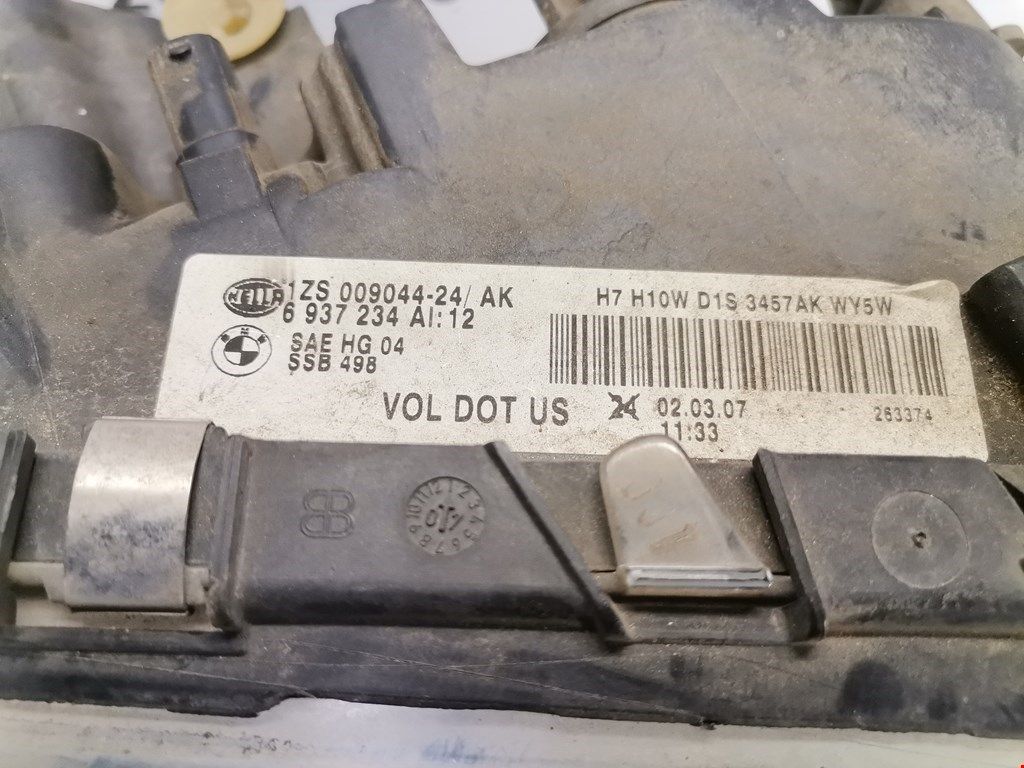 HELLA
1ZS 009044-24/ AK
6 937 234 AI:12
SAE HG 04
SSB 498
H7 H10W D1S 3457AK WY5W
263374
VOL DOT US 24 02.03.07
11:33